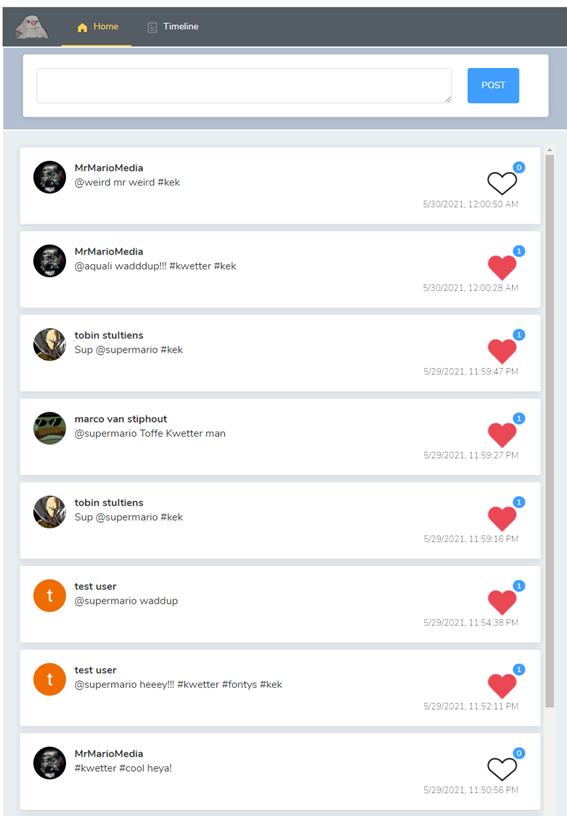 Home
Timeline
POST
MrMarioMedia
0
@weird mr weird #kek
5/30/2021, 12:00:50 AM
MrMarioMedia
1
@aquali wadddup!!! #kwetter #kek
5/30/2021, 12:00:28 AM
tobin stultiens
1
Sup @supermario #kek
5/29/2021, 11:59:47 PM
marco van stiphout
1
@supermario Toffe Kwetter man
5/29/2021, 11:59:27 PM
tobin stultiens
1
Sup @supermario #kek
5/29/2021, 11:59:16 PM
test user
1
t
@supermario waddup
5/29/2021, 11:54:38 PM
test user
1
t
@supermario heeey!!! #kwetter #fontys #kek
5/29/2021, 11:52:11 PM
MrMarioMedia
0
#kwetter #cool heya!
5/29/2021, 11:50:56 PM